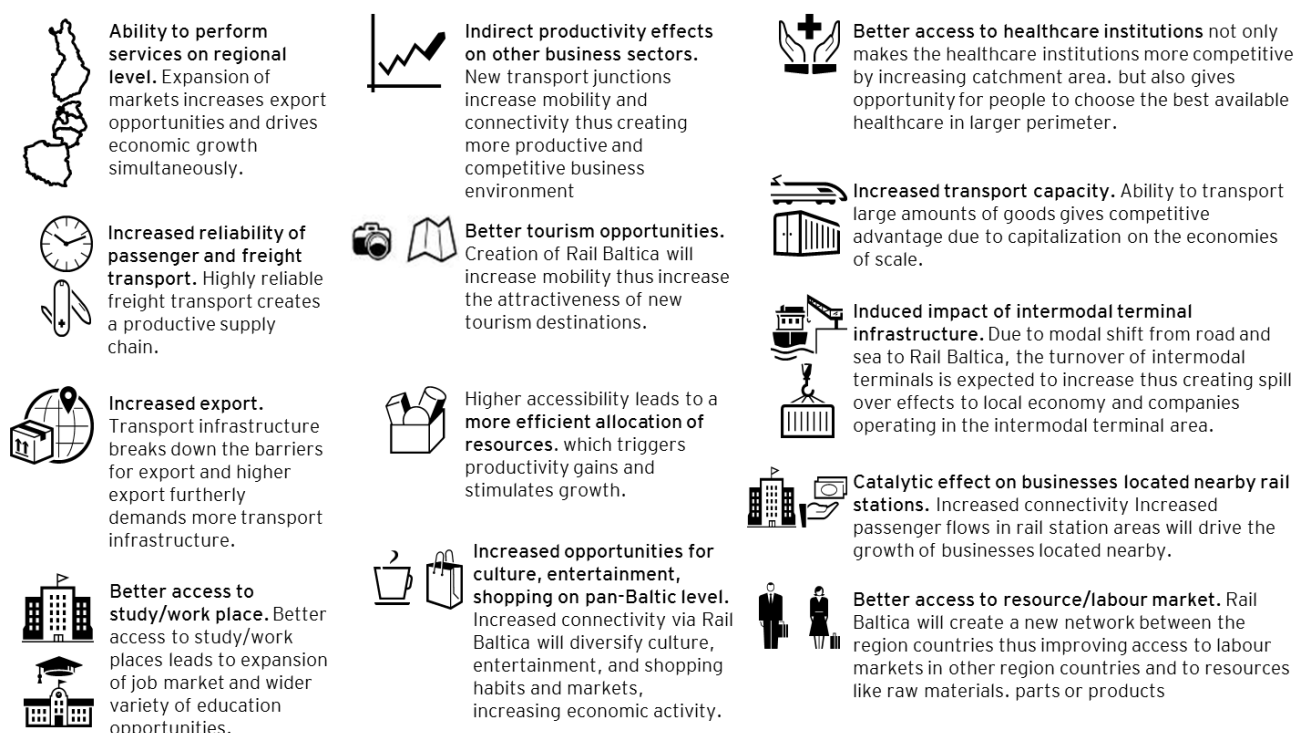 Ability to perform
services on regional
level. Expansion of
markets increases export
opportunities and drives
economic growth
simultaneously.
Increased reliability of
passenger and freight
transport. Highly reliable
freight transport creates
a productive supply
chain.
Increased export.
Transport infrastructure
breaks down the barriers
for export and higher
export furtherly
demands more transport
infrastructure.
Better access to
study/work place. Better
access to study/work
places leads to expansion
of job market and wider
variety of education
opportunities.
Indirect productivity effects
on other business sectors.
New transport junctions
increase mobility and
connectivity thus creating
more productive and
competitive business
environment
Better tourism opportunities.
Creation of Rail Baltica will
increase mobility thus increase
the attractiveness of new
tourism destinations.
Higher accessibility leads to a
more efficient allocation of
resources. which triggers
productivity gains and
stimulates growth.
Increased opportunities for
culture, entertainment,
shopping on pan-Baltic level.
Increased connectivity via Rail
Baltica will diversify culture,
entertainment, and shopping
habits and markets,
increasing economic activity.
Better access to healthcare institutions not only
makes the healthcare institutions more competitive
by increasing catchment area. but also gives
opportunity for people to choose the best available
healthcare in larger perimeter.
Increased transport capacity. Ability to transport
large amounts of goods gives competitive
advantage due to capitalization on the economies
of scale.
Induced impact of intermodal terminal
infrastructure. Due to modal shift from road and
sea to Rail Baltica, the turnover of intermodal
terminals is expected to increase thus creating spill
over effects to local economy and companies
operating in the intermodal terminal area.
Catalytic effect on businesses located nearby rail
stations. Increased connectivity Increased
passenger flows in rail station areas will drive the
growth of businesses located nearby.
Better access to resource/labour market. Rail
Baltica will create a new network between the
region countries thus improving access to labour
markets in other region countries and to resources
like raw materials. parts or products